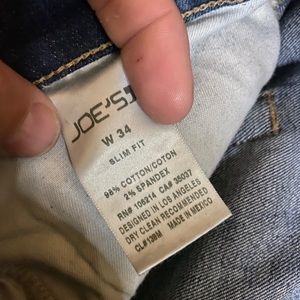 JOE'S
W 34
SLIM FIT
98% COTTON/COTON
2% SPANDEX
RN# 106214 CA# 35037
DESIGNED IN LOS ANGELES
DRY CLEAN RECOMMENDED
CL# 139M MADE IN MEXICO